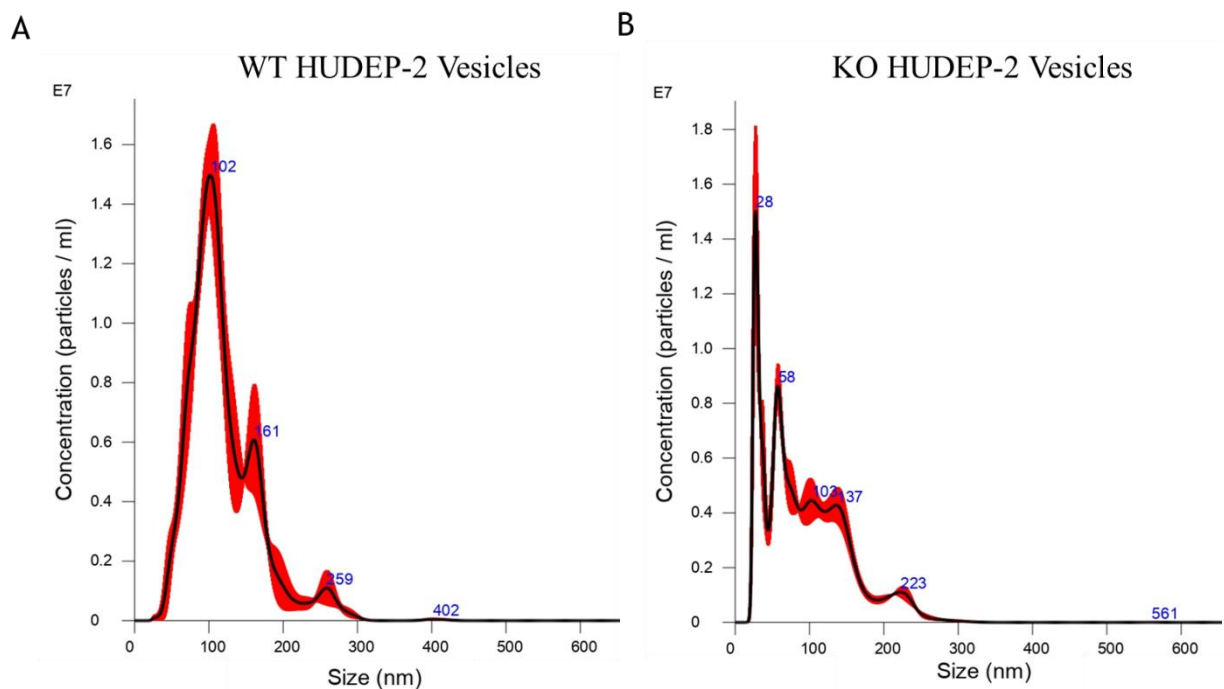 A
WT HUDEP-2 Vesicles
E7
Concentration (particles / ml)
1.6
1.4
1.2
1.0
0.8
0.6
0.4
0.2
0
102
161
259
402
0 100 200 300 400 500 600
Size (nm)
B
KO HUDEP-2 Vesicles
E7
Concentration (particles / ml)
1.8
1.6
1.4
1.2
1.0
0.8
0.6
0.4
0.2
0
28
58
103
137
223
561
0 100 200 300 400 500 600
Size (nm)